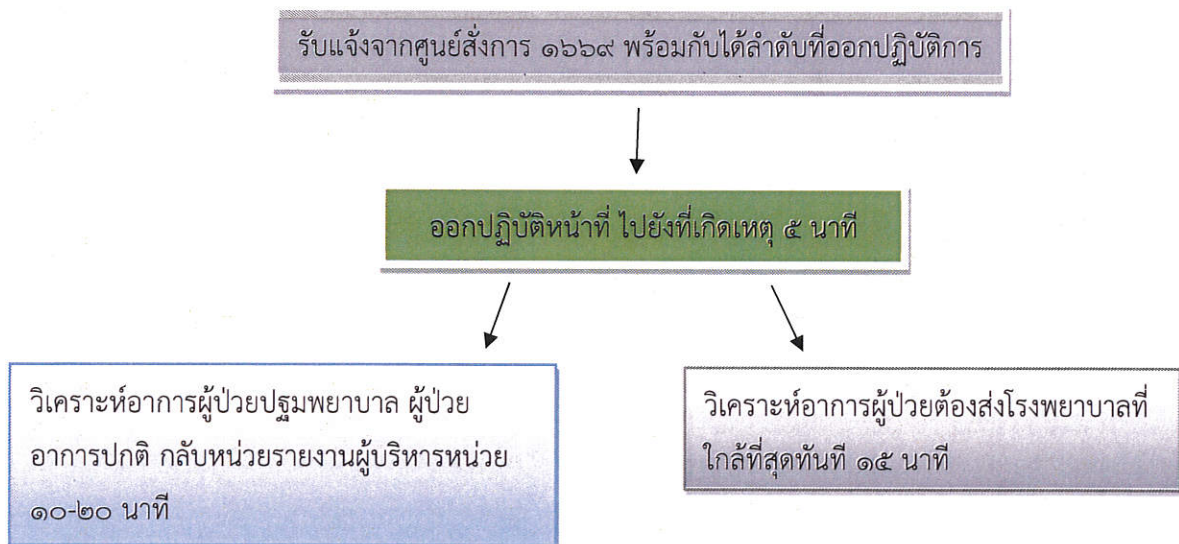 รับแจ้งจากศูนย์สั่งการ ๑๖๖๙ พร้อมกับได้ลำดับที่ออกปฏิบัติการ
ออกปฏิบัติหน้าที่ ไปยังที่เกิดเหตุ ๕ นาที
วิเคราะห์อาการผู้ป่วยปฐมพยาบาล ผู้ป่วย
อาการปกติ กลับหน่วยรายงานผู้บริหารหน่วย
๑๐-๒๐ นาที
วิเคราะห์อาการผู้ป่วยต้องส่งโรงพยาบาลที่
ใกล้ที่สุดทันที ๑๕ นาที